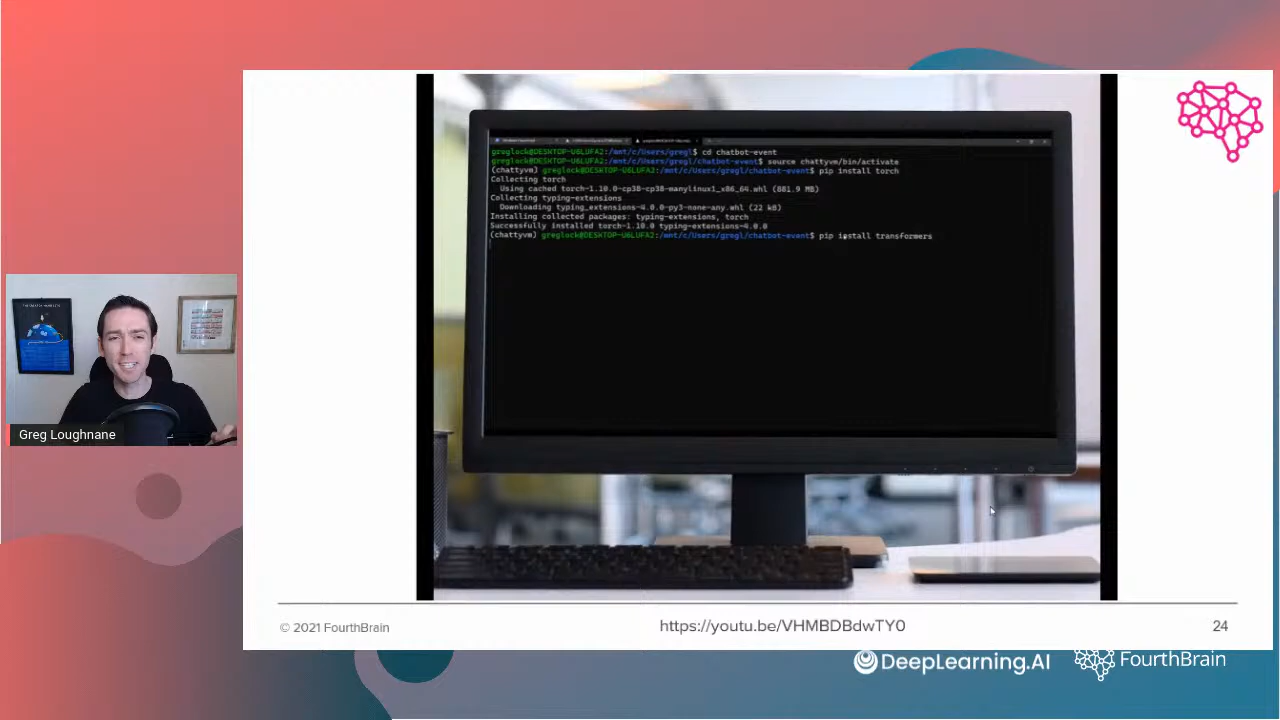 greglock@DESKTOP-U6LUFA2:/mnt/c/Users/gregl$ cd chatbot-event
greglock@DESKTOP-U6LUFA2:/mnt/c/Users/gregl/chatbot-event$ source chattyvm/bin/activate
(chattyvm) greglock@DESKTOP-U6LUFA2:/mnt/c/Users/gregl/chatbot-event$ pip install torch
Collecting torch
Using cached torch-1.10.0-cp38-cp38-manylinux1_x86_64.whl (881.9 MB)
Collecting typing-extensions
Downloading typing_extensions-4.0.0-py3-none-any.whl (22 kB)
Installing collected packages: typing-extensions, torch
Successfully installed torch-1.10.0 typing-extensions-4.0.0
(chattyvm) greglock@DESKTOP-U6LUFA2:/mnt/c/Users/gregl/chatbot-event$ pip install transformers
Greg Loughnane
© 2021 FourthBrain
https://youtu.be/VHMBDBdwTY0
24
DeepLearning.AI
FourthBrain